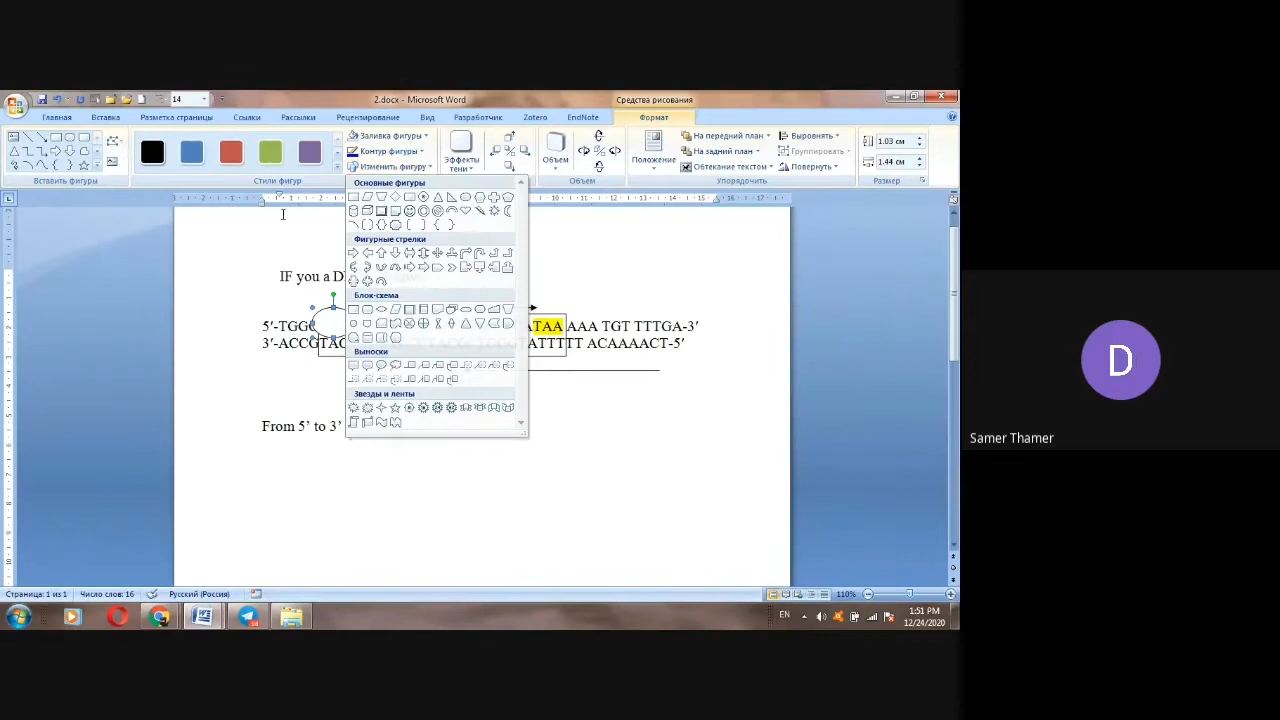 14
2.docx - Microsoft Word
Средства рисования
Главная Вставка Разметка страницы Ссылки Рассылки Рецензирование Вид Разработчик Zotero EndNote Формат
Заливка фигуры На передний план Выровнять 1.03 см
Контур фигуры На задний план Группировать
Изменить фигуру Эффекты тени Объем Положение Обтекание текстом Повернуть 1.44 см
Вставить фигуры Стили фигур Объем Упорядочить Размер
Основные фигуры
Фигурные стрелки
IF you a D
Блок-схема
5′-TGGC TAA AAA TGT TTTGA-3′
3′-ACCGTAC ATTTTT ACAAAACT-5′
Выноски
Звезды и ленты
From 5’ to 3’
D
Samer Thamer
Страница: 1 из 1 Число слов: 16 Русский (Россия) 110%
EN 1:51 PM
12/24/2020